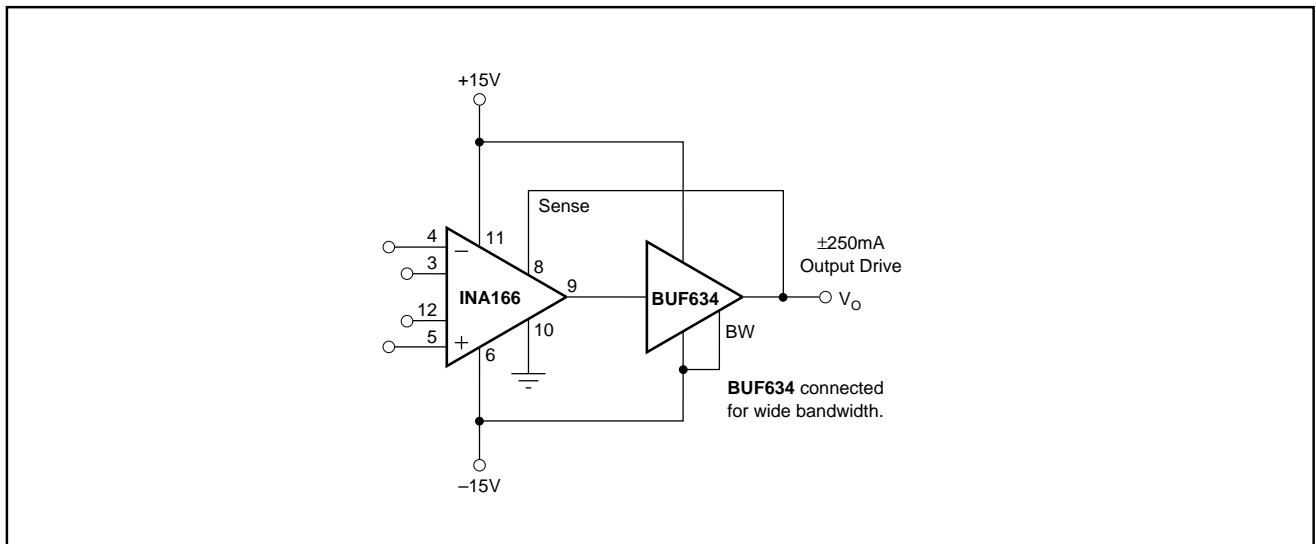 +15V
Sense
4
–
11
3
8
INA166
9
BUF634
±250mA
Output Drive
VO
12
10
5
+
6
BW
BUF634 connected
for wide bandwidth.
–15V